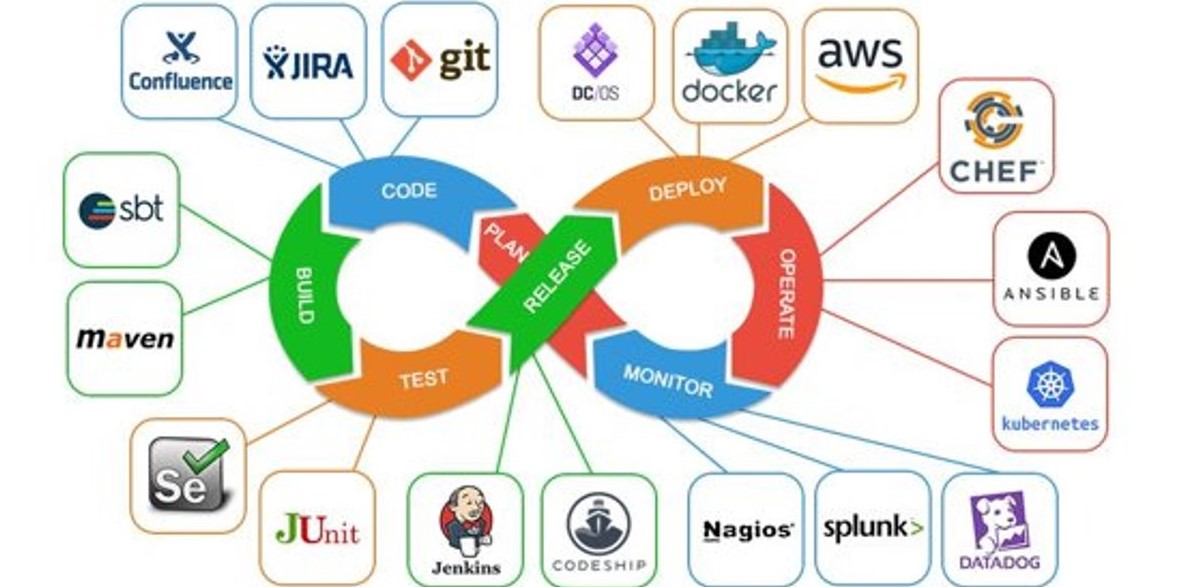 Confluence
JIRA
git
DC/OS
docker
aws
CHEF
sbt
CODE
DEPLOY
PLAN
RELEASE
BUILD
OPERATE
ANSIBLE
maven
TEST
MONITOR
kubernetes
Se
JUnit
Jenkins
CODESHIP
Nagios®
splunk>
DATADOG